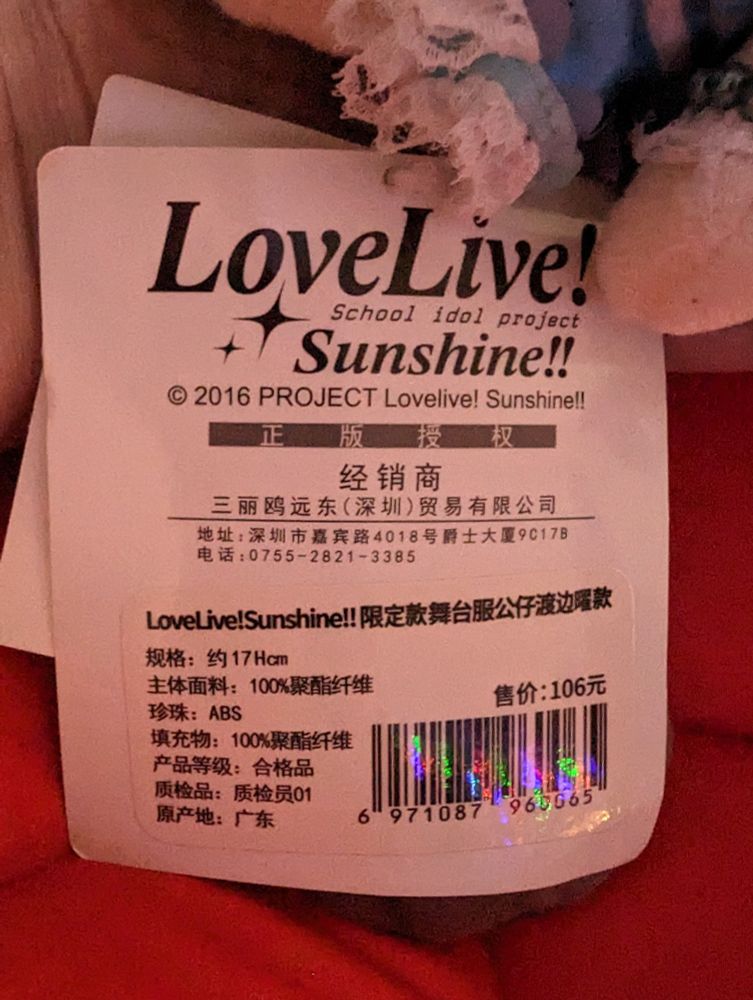 LoveLive!
School idol project
Sunshine!!
© 2016 PROJECT Lovelive! Sunshine!!
正版授权
经销商
三丽鸥远东(深圳)贸易有限公司
地址:深圳市嘉宾路4018号爵士大厦9C17B
电话:0755-2821-3385
LoveLive!Sunshine!! 限定款舞台服公仔渡边曜款
规格: 约17Hcm
主体面料: 100%聚酯纤维
售价:106元
珍珠: ABS
填充物: 100%聚酯纤维
产品等级: 合格品
质检品: 质检员01
原产地: 广东
6 971087